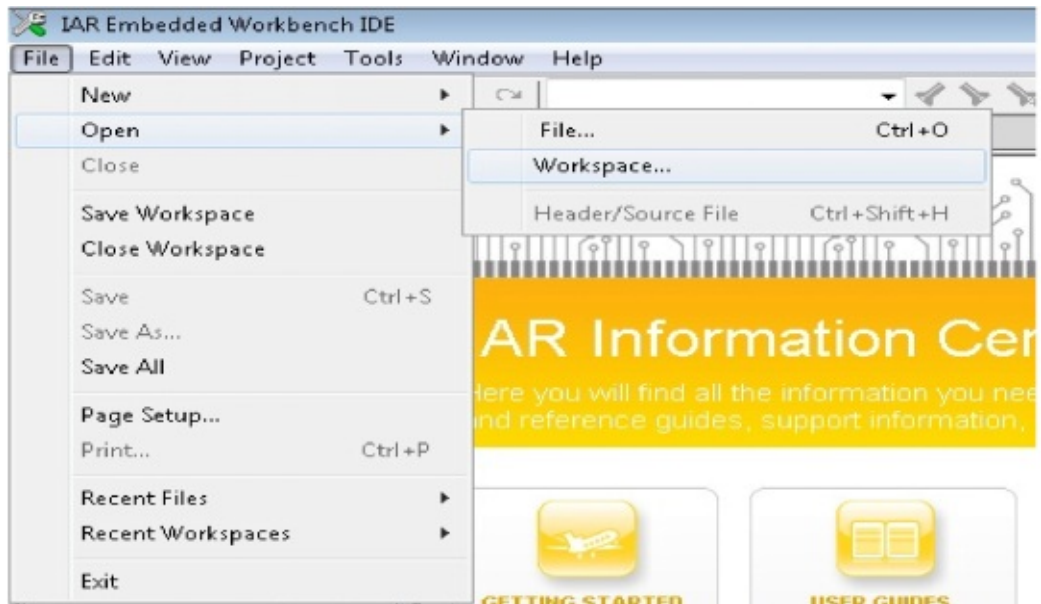 IAR Embedded Workbench IDE
File Edit View Project Tools Window Help
New
Open
File... Ctrl+O
Close
Workspace...
Save Workspace
Header/Source File Ctrl+Shift+H
Close Workspace
Save Ctrl+S
Save As...
AR Information Cer
Save All
Here you will find all the information you nee
Page Setup...
nd reference guides, support information,
Print... Ctrl+P
Recent Files
Recent Workspaces
Exit
GETTING STARTED USER GUIDES